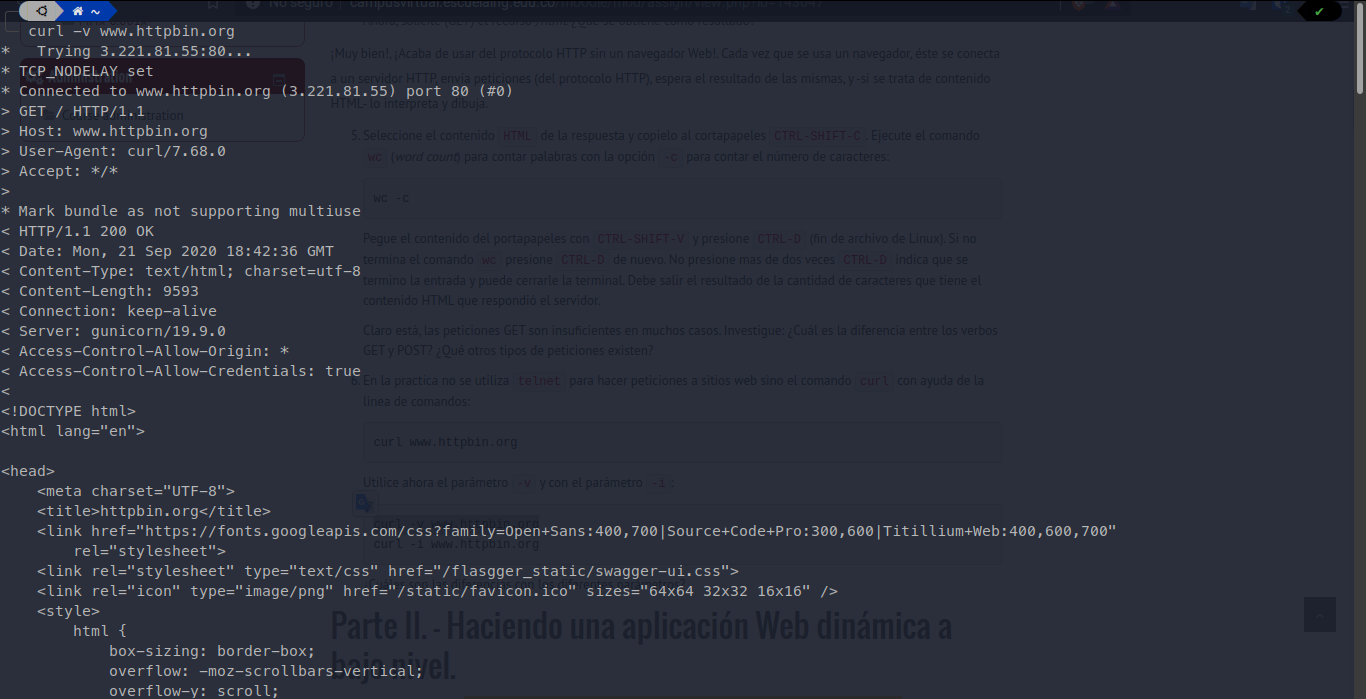 ~
✔
No seguro
campusvirtual.escuelaing.edu.co/module/mod/assign/
curl -v www.httpbin.org
*   Trying 3.221.81.55:80...
* TCP_NODELAY set
* Connected to www.httpbin.org (3.221.81.55) port 80 (#0)
> GET / HTTP/1.1
> Host: www.httpbin.org
> User-Agent: curl/7.68.0
> Accept: */*
>
* Mark bundle as not supporting multiuse
< HTTP/1.1 200 OK
< Date: Mon, 21 Sep 2020 18:42:36 GMT
< Content-Type: text/html; charset=utf-8
< Content-Length: 9593
< Connection: keep-alive
< Server: gunicorn/19.9.0
< Access-Control-Allow-Origin: *
< Access-Control-Allow-Credentials: true
<
<!DOCTYPE html>
<html lang="en">
<head>
    <meta charset="UTF-8">
    <title>httpbin.org</title>
    <link href="https://fonts.googleapis.com/css?family=Open+Sans:400,700|Source+Code+Pro:300,600|Titillium+Web:400,600,700"
        rel="stylesheet">
    <link rel="stylesheet" type="text/css" href="/flasgger_static/swagger-ui.css">
    <link rel="icon" type="image/png" href="/static/favicon.ico" sizes="64x64 32x32 16x16" />
    <style>
        html {
            box-sizing: border-box;
            overflow: -moz-scrollbars-vertical;
            overflow-y: scroll;
Administration
administration
¡Muy bien!, ¡Acaba de usar del protocolo HTTP sin un navegador Web!. Cada vez que se usa un navegador, éste se conecta
a un servidor HTTP, envía peticiones (del protocolo HTTP), espera el resultado de las mismas, y -si se trata de contenido
HTML- lo interpreta y dibuja.
5. Seleccione el contenido HTML de la respuesta y copielo al cortapapeles CTRL-SHIFT-C. Ejecute el comando
wc (word count) para contar palabras con la opción -c para contar el número de caracteres:
wc -c
Pegue el contenido del portapapeles con CTRL-SHIFT-V y presione CTRL-D (fin de archivo de Linux). Si no
termina el comando wc presione CTRL-D de nuevo. No presione mas de dos veces CTRL-D indica que se
termino la entrada y puede cerrarle la terminal. Debe salir el resultado de la cantidad de caracteres que tiene el
contenido HTML que respondió el servidor.
Claro está, las peticiones GET son insuficientes en muchos casos. Investigue: ¿Cuál es la diferencia entre los verbos
GET y POST? ¿Qué otros tipos de peticiones existen?
6. En la practica no se utiliza telnet para hacer peticiones a sitios web sino el comando curl con ayuda de la
linea de comandos:
curl www.httpbin.org
Utilice ahora el parámetro -v y con el parámetro -i:
curl -v www.httpbin.org
curl -i www.httpbin.org
Parte II. - Haciendo una aplicación Web dinámica a
bajo nivel.